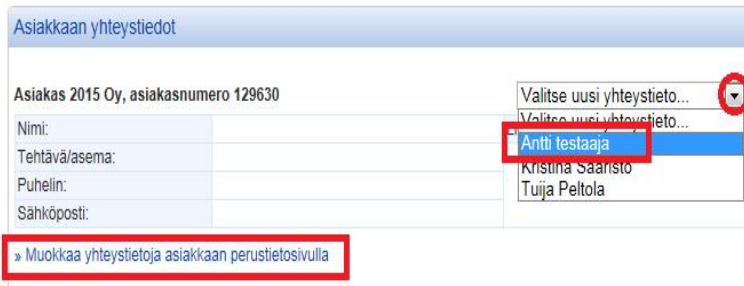 Asiakkaan yhteystiedot
Asiakas 2015 Oy, asiakasnumero 129630
Valitse uusi yhteystieto...
Valitse uusi yhteystieto...
Nimi:
Antti testaaja
Tehtävä/asema:
Kristina Saaristo
Puhelin:
Tuija Peltola
Sähköposti:
» Muokkaa yhteystietoja asiakkaan perustietosivulla